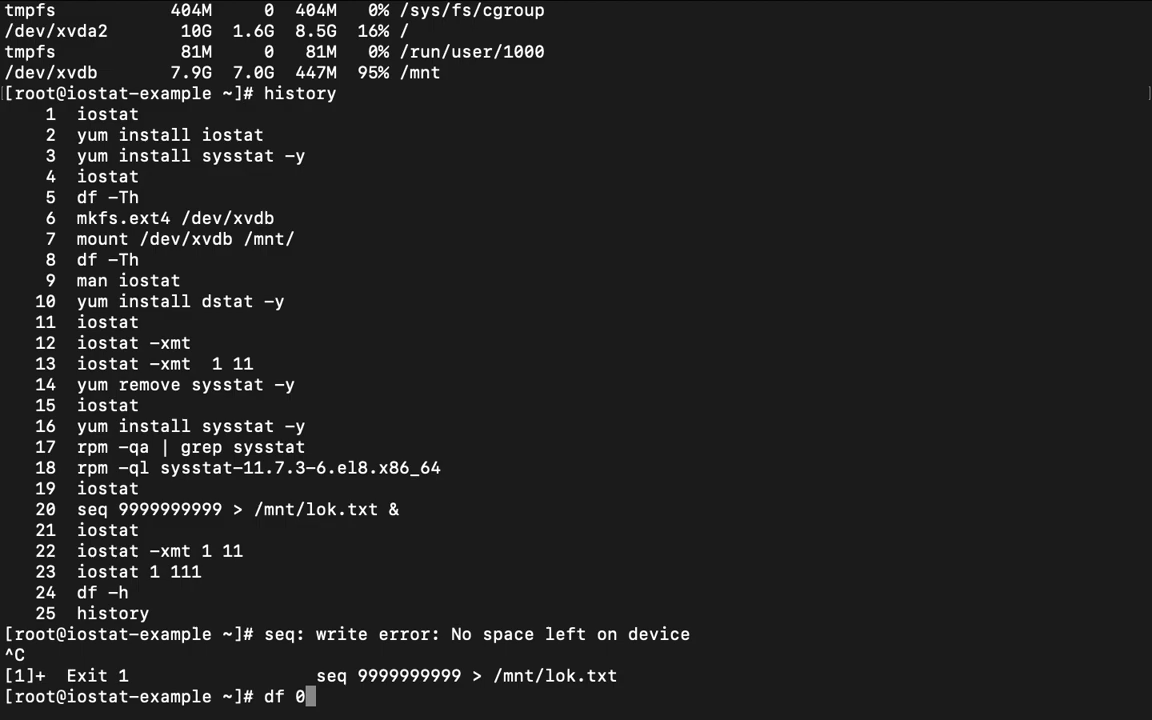 tmpfs 404M 0 404M 0% /sys/fs/cgroup
/dev/xvda2 10G 1.6G 8.5G 16% /
tmpfs 81M 0 81M 0% /run/user/1000
/dev/xvdb 7.9G 7.0G 447M 95% /mnt
[root@iostat-example ~]# history
1 iostat
2 yum install iostat
3 yum install sysstat -y
4 iostat
5 df -Th
6 mkfs.ext4 /dev/xvdb
7 mount /dev/xvdb /mnt/
8 df -Th
9 man iostat
10 yum install dstat -y
11 iostat
12 iostat -xmt
13 iostat -xmt  1 11
14 yum remove sysstat -y
15 iostat
16 yum install sysstat -y
17 rpm -qa | grep sysstat
18 rpm -ql sysstat-11.7.3-6.el8.x86_64
19 iostat
20 seq 9999999999 > /mnt/lok.txt &
21 iostat
22 iostat -xmt 1 11
23 iostat 1 111
24 df -h
25 history
[root@iostat-example ~]# seq: write error: No space left on device
^C
[1]+ Exit 1 seq 9999999999 > /mnt/lok.txt
[root@iostat-example ~]# df 0